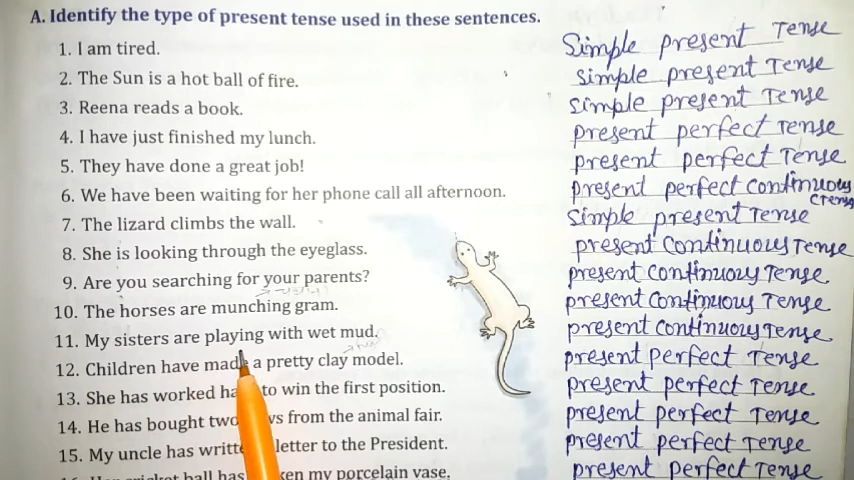 A. Identify the type of present tense used in these sentences.
1. I am tired. Simple present Tense
2. The Sun is a hot ball of fire. simple present Tense
3. Reena reads a book. simple present Tense
4. I have just finished my lunch. present perfect Tense
5. They have done a great job! present perfect Tense
6. We have been waiting for her phone call all afternoon. present perfect continuous
7. The lizard climbs the wall. simple present Tense
8. She is looking through the eyeglass. present continuous Tense
9. Are you searching for your parents? present continuous Tense
10. The horses are munching gram. present continuous Tense
11. My sisters are playing with wet mud. present continuous Tense
12. Children have made a pretty clay model. present perfect Tense
13. She has worked to win the first position. present perfect Tense
14. He has bought from the animal fair. present perfect Tense
15. My uncle has letter to the President. present perfect Tense
cricket ball has my porcelain vase. present perfect Tense